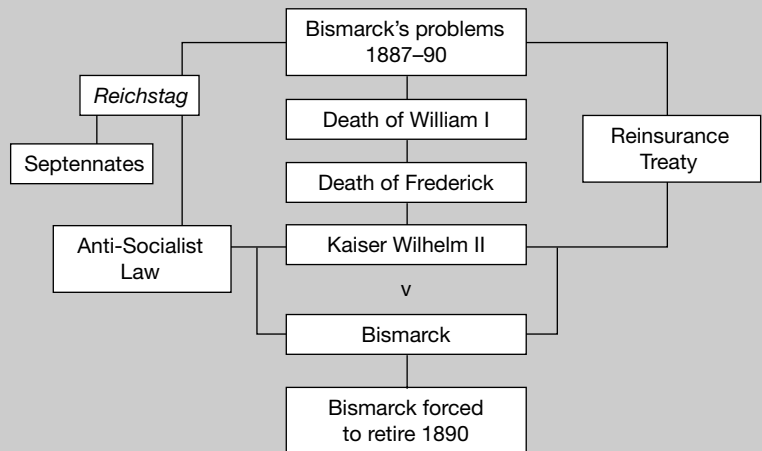 Bismarck's problems
1887–90
Reichstag
Death of William I
Septennates
Reinsurance
Treaty
Death of Frederick
Anti-Socialist
Law
Kaiser Wilhelm II
v
Bismarck
Bismarck forced
to retire 1890